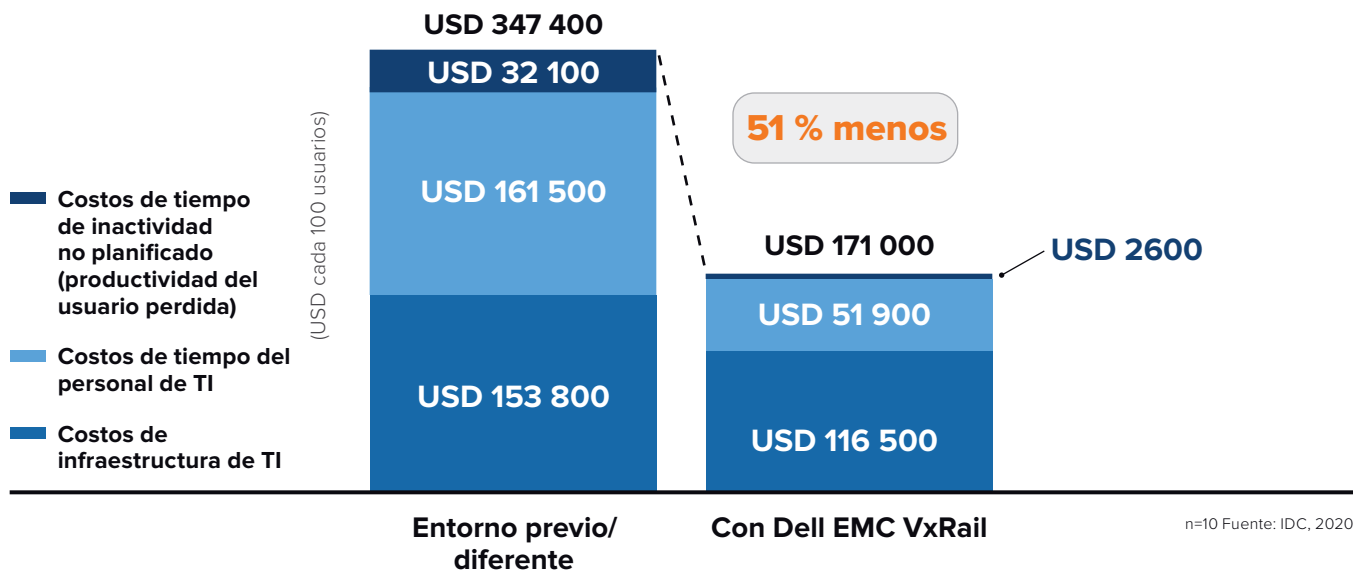 USD 347 400
USD 32 100
USD 161 500
USD 153 800
(USD cada 100 usuarios)
51 % menos
USD 171 000
USD 2600
USD 51 900
USD 116 500
Costos de tiempo
de inactividad
no planificado
(productividad del
usuario perdida)
Costos de tiempo del
personal de TI
Costos de
infraestructura de TI
Entorno previo/
diferente
Con Dell EMC VxRail
n=10 Fuente: IDC, 2020